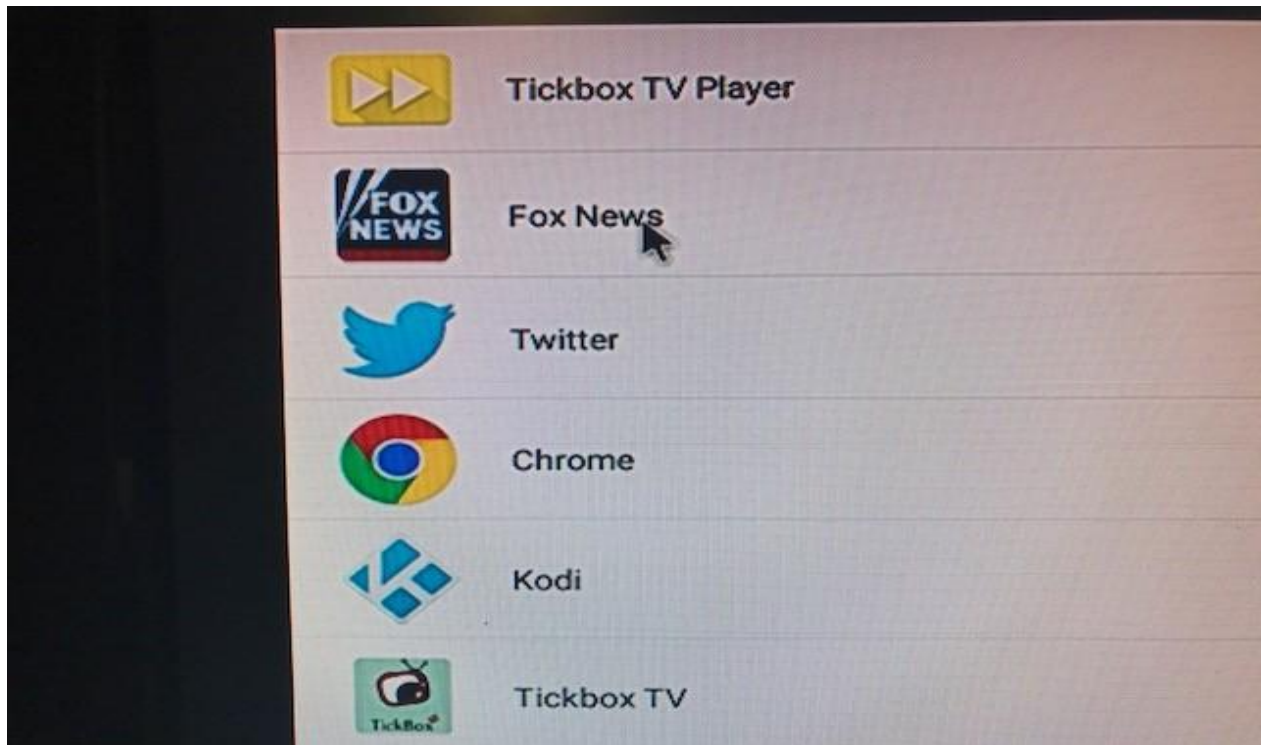 Tickbox TV Player
FOX
NEWS
Fox News
Twitter
Chrome
Kodi
TickBox
Tickbox TV